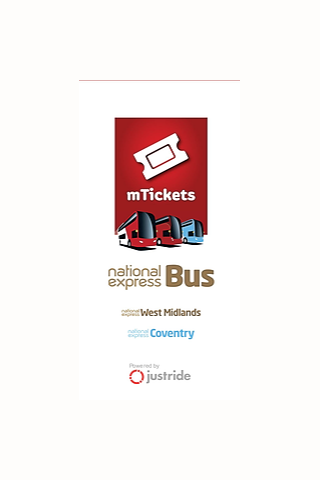 mTickets
national express Bus
national express West Midlands
national express Coventry
Powered by
justride